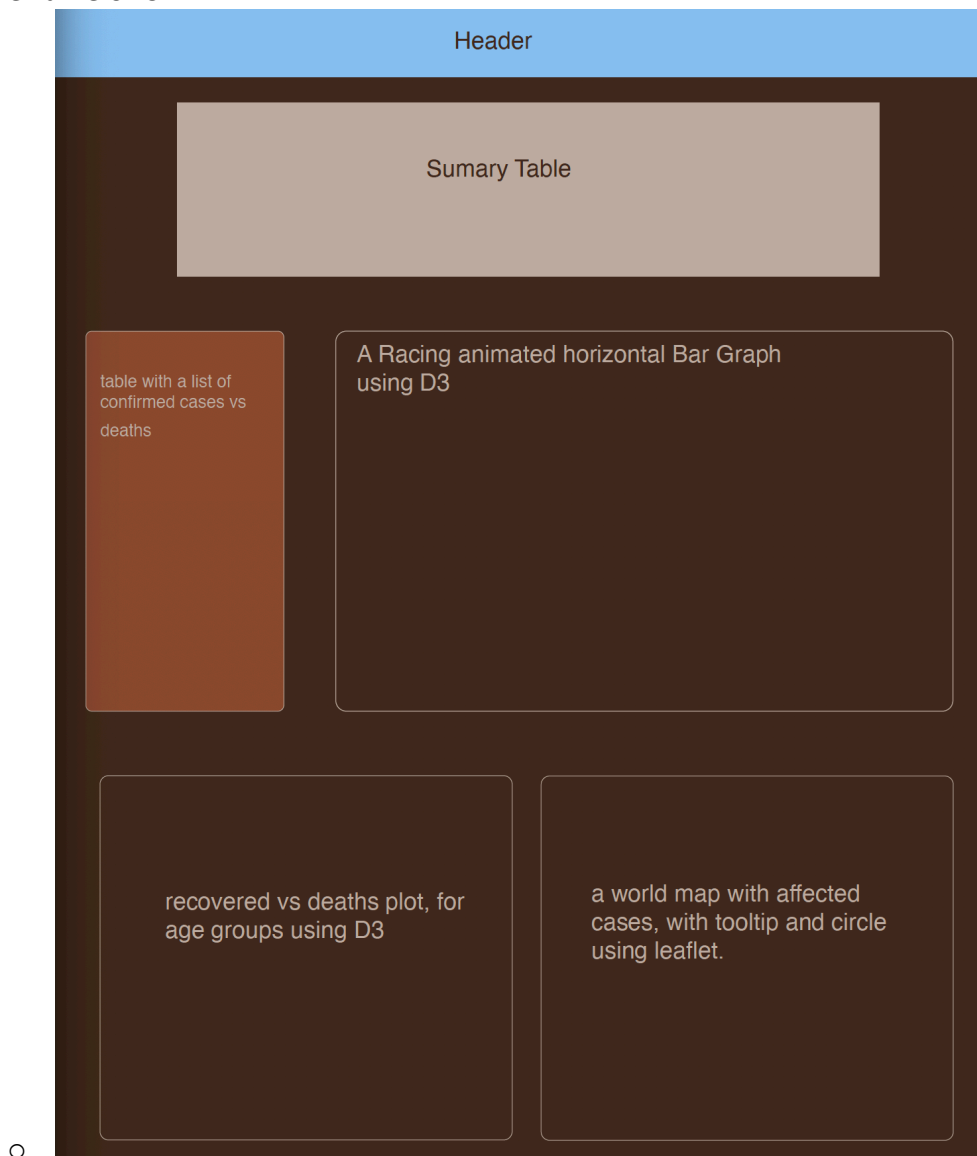 Header
Sumary Table
table with a list of
confirmed cases vs
deaths
A Racing animated horizontal Bar Graph
using D3
recovered vs deaths plot, for
age groups using D3
a world map with affected
cases, with tooltip and circle
using leaflet.